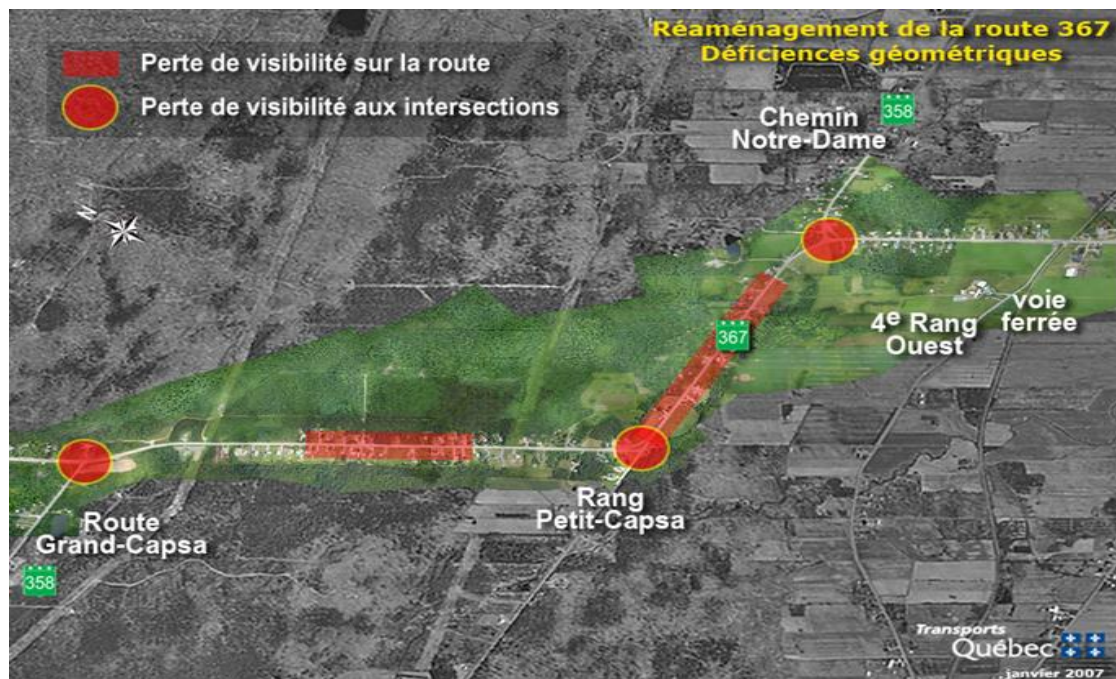 Réaménagement de la route 367
Déficiences géométriques
Perte de visibilité sur la route
Perte de visibilité aux intersections
358
Chemin
Notre-Dame
N
367
4e Rang
Ouest
voie
ferrée
Rang
Petit-Capsa
Route
Grand-Capsa
358
Transports
Québec
janvier 2007